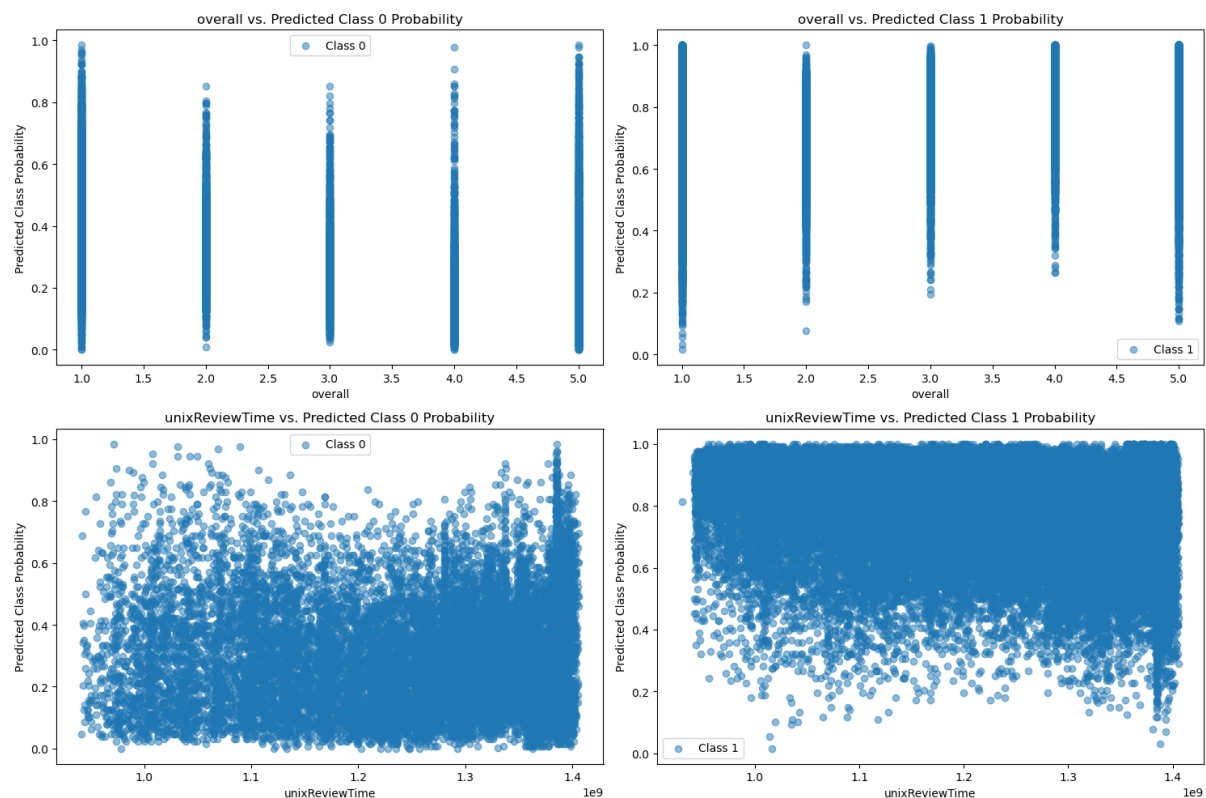 overall vs. Predicted Class 0 Probability
Class 0
Predicted Class Probability
1.0
0.8
0.6
0.4
0.2
0.0
1.0 1.5 2.0 2.5 3.0 3.5 4.0 4.5 5.0
overall
overall vs. Predicted Class 1 Probability
Predicted Class Probability
1.0
0.8
0.6
0.4
0.2
0.0
Class 1
1.0 1.5 2.0 2.5 3.0 3.5 4.0 4.5 5.0
overall
unixReviewTime vs. Predicted Class 0 Probability
Class 0
Predicted Class Probability
1.0
0.8
0.6
0.4
0.2
0.0
1.0 1.1 1.2 1.3 1.4
1e9
unixReviewTime
unixReviewTime vs. Predicted Class 1 Probability
Predicted Class Probability
1.0
0.8
0.6
0.4
0.2
0.0
Class 1
1.0 1.1 1.2 1.3 1.4
1e9
unixReviewTime